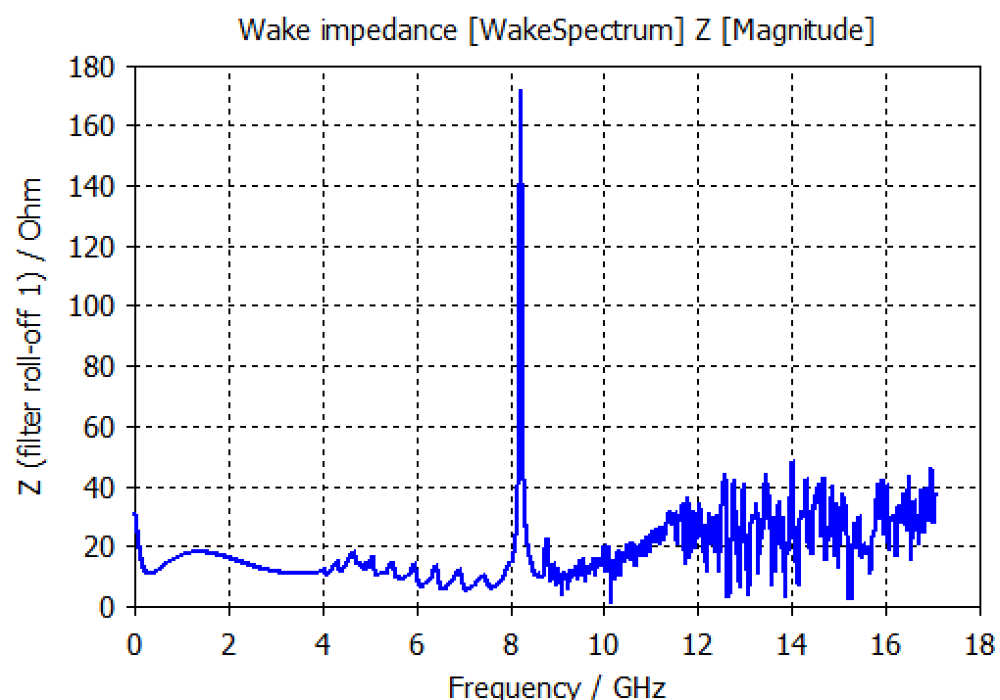 Wake impedance [WakeSpectrum] Z [Magnitude]
180
160
140
120
100
80
60
40
20
0
Z (filter roll-off 1) / Ohm
0 2 4 6 8 10 12 14 16 18
Frequency / GHz